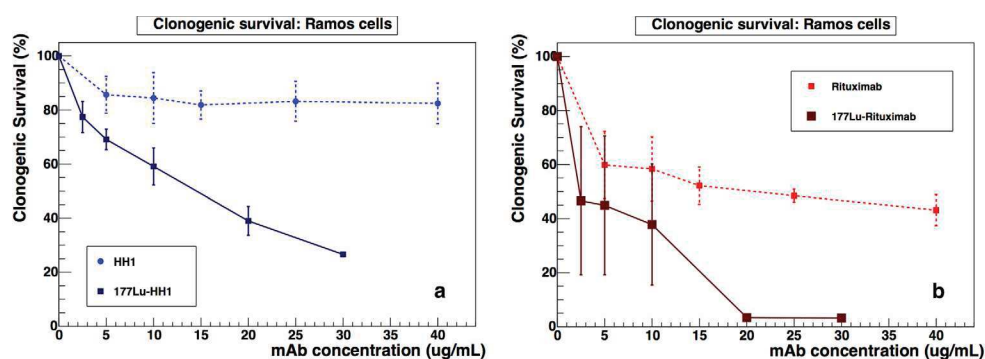 Clonogenic survival: Ramos cells
Clonogenic Survival (%)
100
80
60
40
20
0
0 5 10 15 20 25 30 35 40
mAb concentration (ug/mL)
HH1
177Lu-HH1
a
Clonogenic survival: Ramos cells
Clonogenic Survival (%)
100
80
60
40
20
0
0 5 10 15 20 25 30 35 40
mAb concentration (ug/mL)
Rituximab
177Lu-Rituximab
b